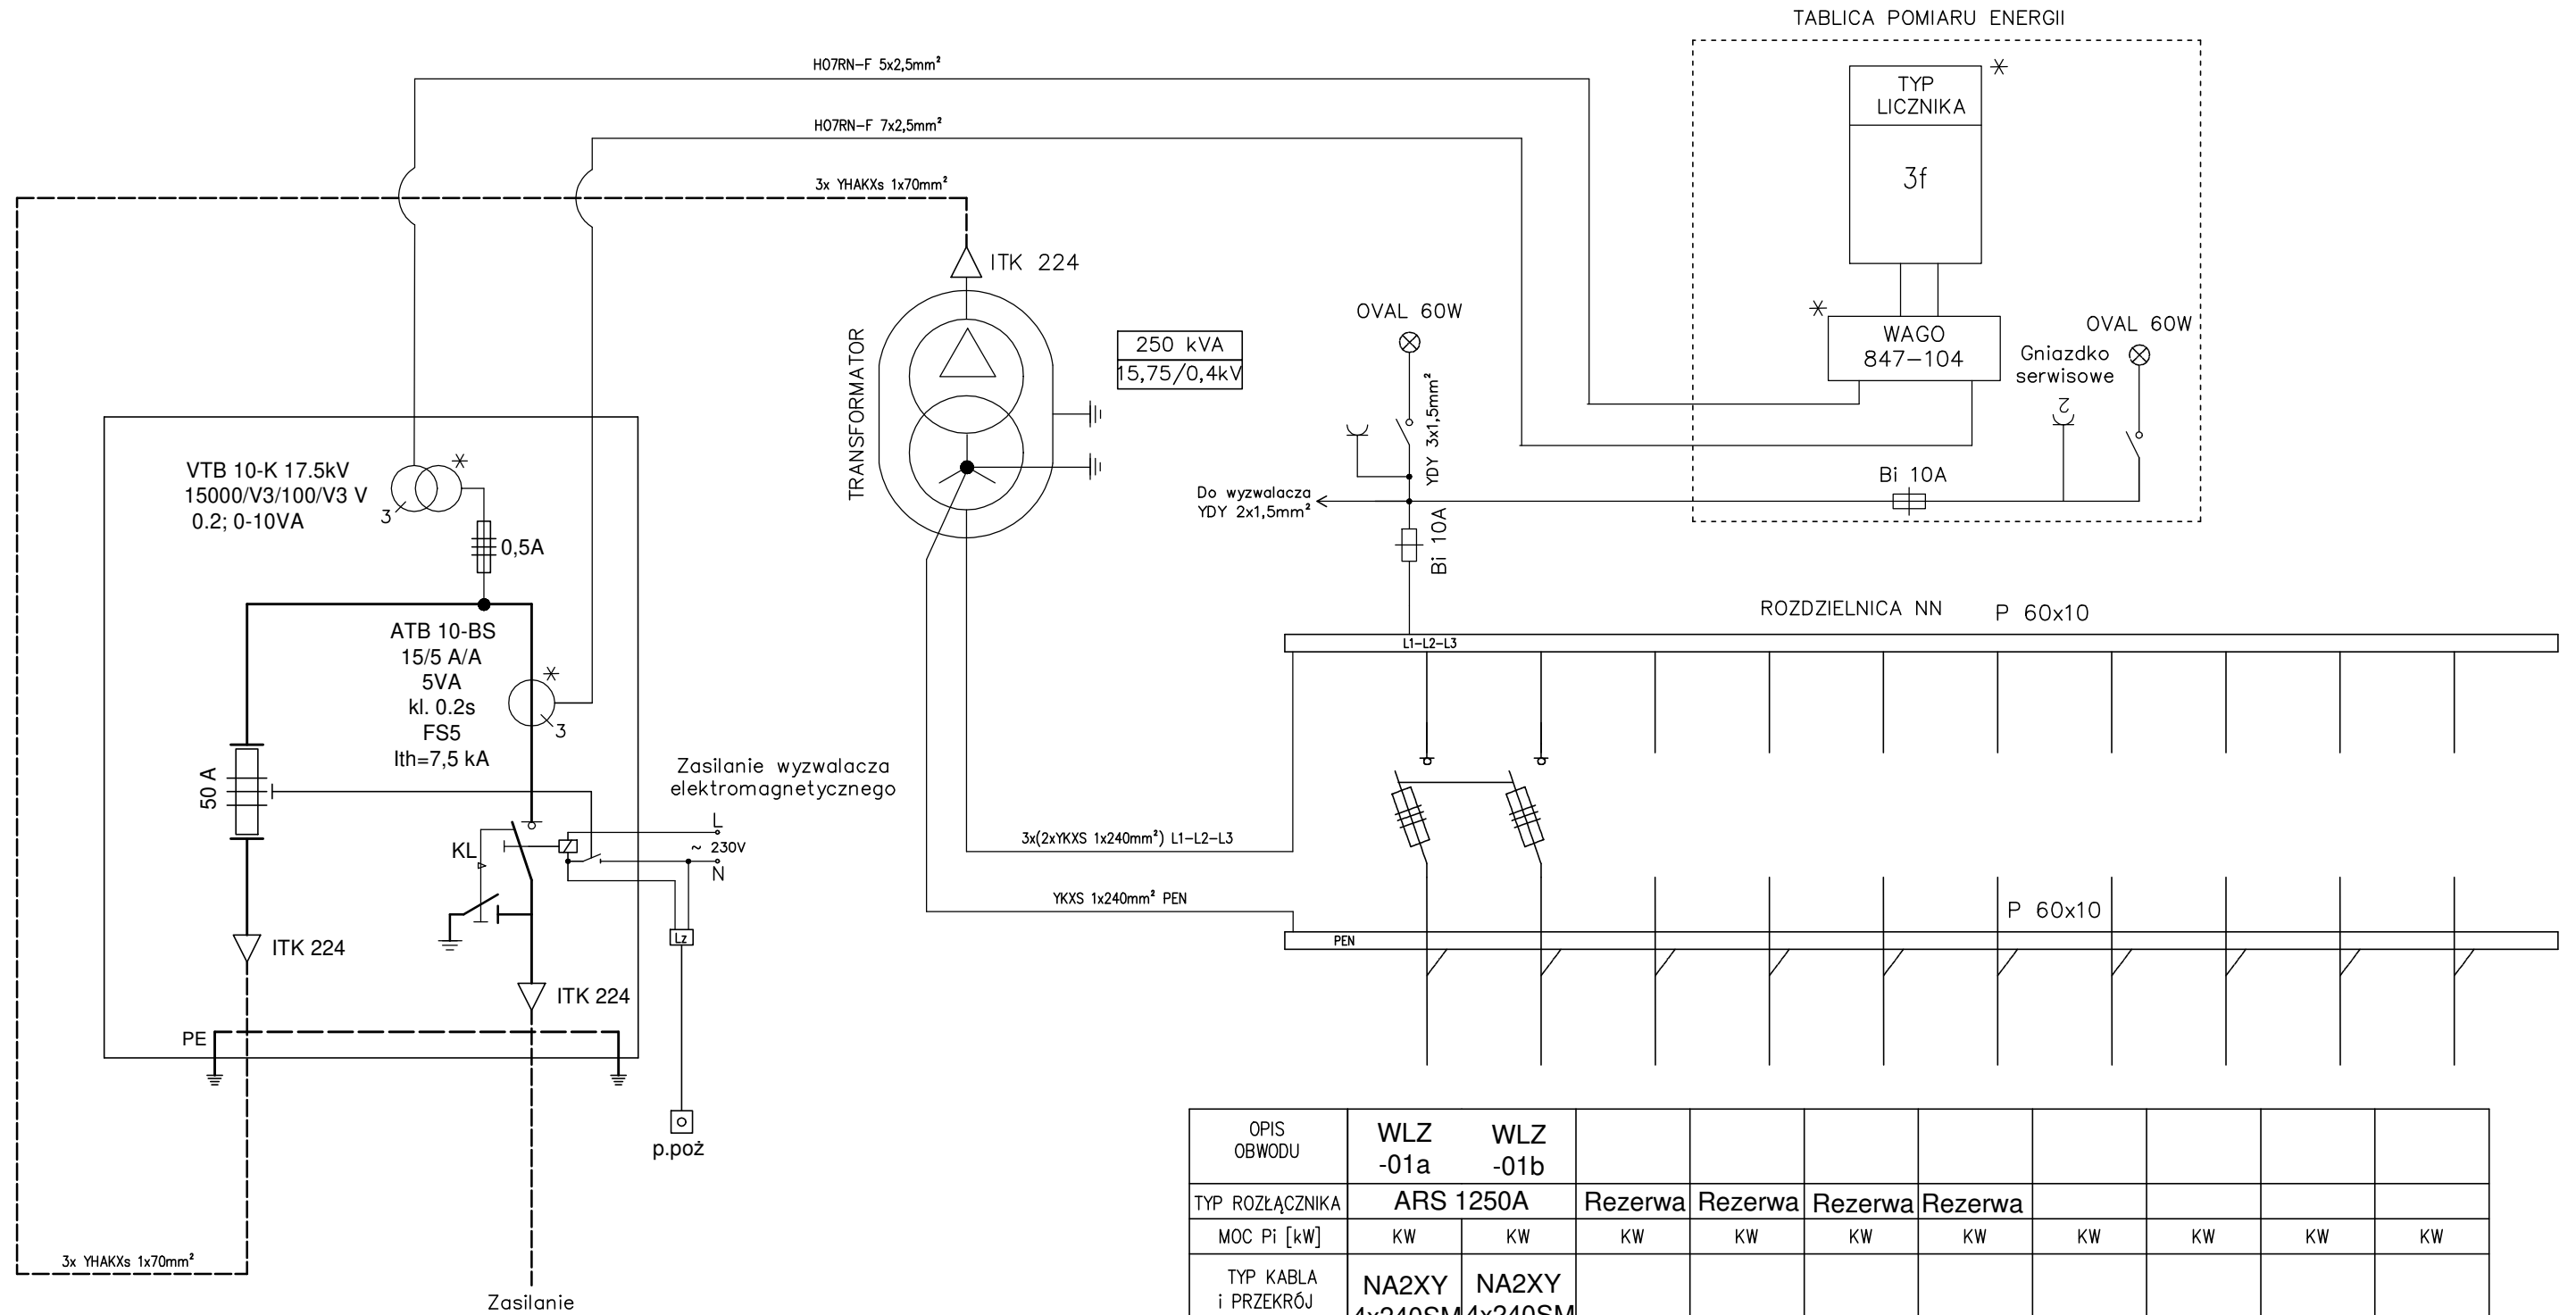 TABLICA POMIARU ENERGII
H07RN-F 5x2,5mm²
H07RN-F 7x2,5mm²
3x YHAKXs 1x70mm²
TYP
LICZNIKA
3f
WAGO
847-104
OVAL 60W
Gniazdko
serwisowe
Bi 10A
ITK 224
TRANSFORMATOR
250 kVA
15,75/0,4kV
OVAL 60W
YDY 3x1,5mm²
Do wyzwalacza
YDY 2x1,5mm²
Bi 10A
VTB 10-K 17.5kV
15000/V3/100/V3 V
0.2; 0-10VA
3
0,5A
ATB 10-BS
15/5 A/A
5VA
kl. 0.2s
FS5
Ith=7,5 kA
3
50 A
KL
Zasilanie wyzwalacza
elektromagnetycznego
L
~ 230V
N
Lz
p.poż
ITK 224
ITK 224
PE
3x YHAKXs 1x70mm²
Zasilanie
ROZDZIELNICA NN P 60x10
L1-L2-L3
3x(2xYKXS 1x240mm²) L1-L2-L3
YKXS 1x240mm² PEN
P 60x10
PEN
OPIS
OBWODU
WLZ
-01a
WLZ
-01b
TYP ROZŁĄCZNIKA ARS 1250A Rezerwa Rezerwa Rezerwa Rezerwa
MOC Pi [kW] KW KW KW KW KW KW KW KW KW KW
TYP KABLA
i PRZEKRÓJ
NA2XY
4x240SM
NA2XY
4x240SM